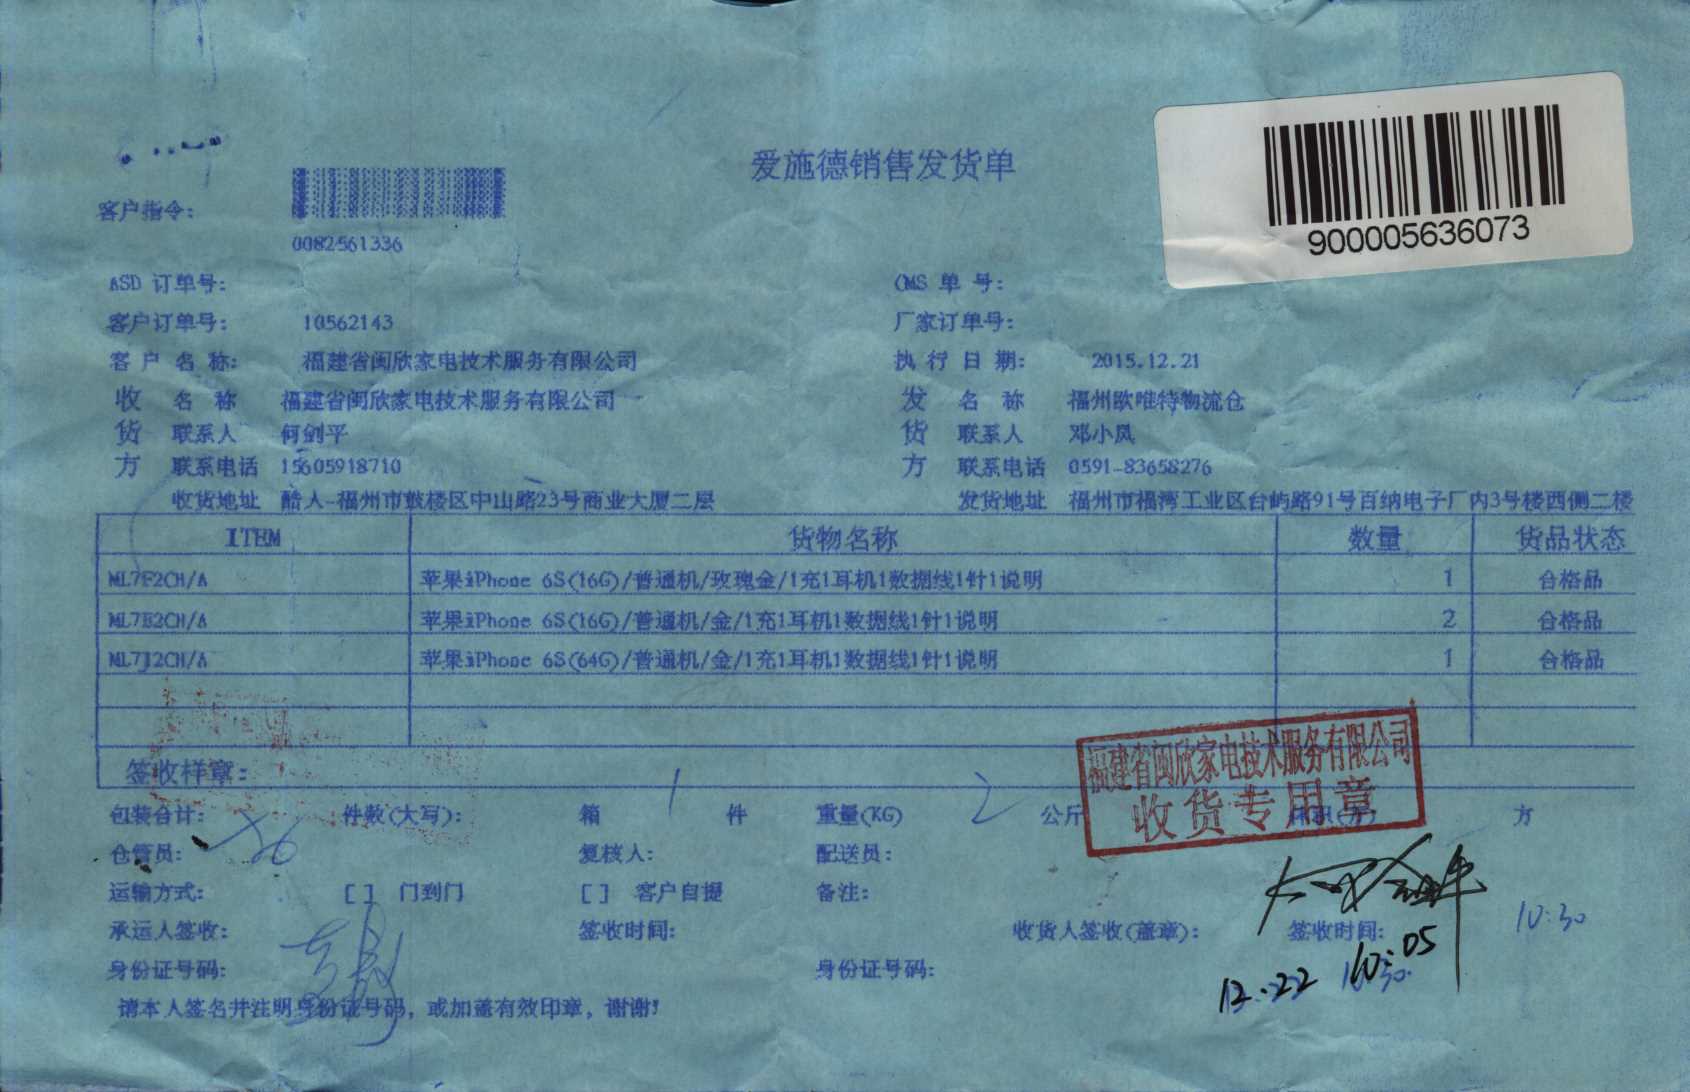 爱施德销售发货单
900005636073
客户指令:
0082561336
ASD 订单号: CMS 单 号:
客户订单号: 10562143 厂家订单号:
客 户 名 称: 福建省闽欣家电技术服务有限公司 执 行 日 期: 2015.12.21
收 名 称 福建省闽欣家电技术服务有限公司 发 名 称 福州欧唯特物流仓
货 联系人 何剑平 货 联系人 邓小凤
方 联系电话 15605918710 方 联系电话 0591-83658276
收货地址 酷人-福州市鼓楼区中山路23号商业大厦二层 发货地址 福州市福湾工业区台屿路91号百纳电子厂内3号楼西侧二楼
ITEM 货物名称 数量 货品状态
ML7F2CH/A 苹果iPhone 6S(16G)/普通机/玫瑰金/1充1耳机1数据线1针1说明 1 合格品
ML7E2CH/A 苹果iPhone 6S(16G)/普通机/金/1充1耳机1数据线1针1说明 2 合格品
ML7J2CH/A 苹果iPhone 6S(64G)/普通机/金/1充1耳机1数据线1针1说明 1 合格品
福建省闽欣家电技术服务有限公司
收货专用章
签收样章:
包装合计: 件数(大写): 箱 1 件 重量(KG) 2 公斤 方
仓管员: 复核人: 配送员:
运输方式: [ ] 门到门 [ ] 客户自提 备注:
承运人签收: 签收时间: 收货人签收(盖章): 签收时间: 10:30
身份证号码: 身份证号码: 12.22 10:05
请本人签名并注明身份证号码, 或加盖有效印章, 谢谢!